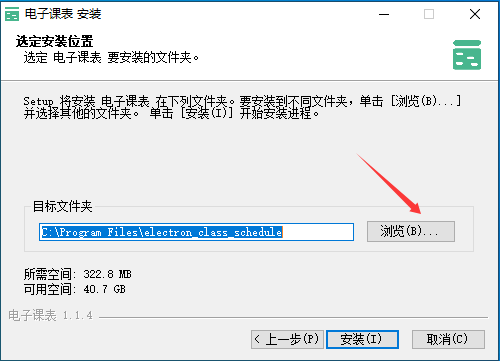 电子课表 安装
选定安装位置
选定 电子课表 要安装的文件夹。
Setup 将安装 电子课表 在下列文件夹。要安装到不同文件夹，单击 [浏览(B)...]
并选择其他的文件夹。 单击 [安装(I)] 开始安装进程。
目标文件夹
C:\Program Files\electron_class_schedule
浏览(B)...
所需空间: 322.8 MB
可用空间: 40.7 GB
电子课表 1.1.4
< 上一步(P)
安装(I)
取消(C)